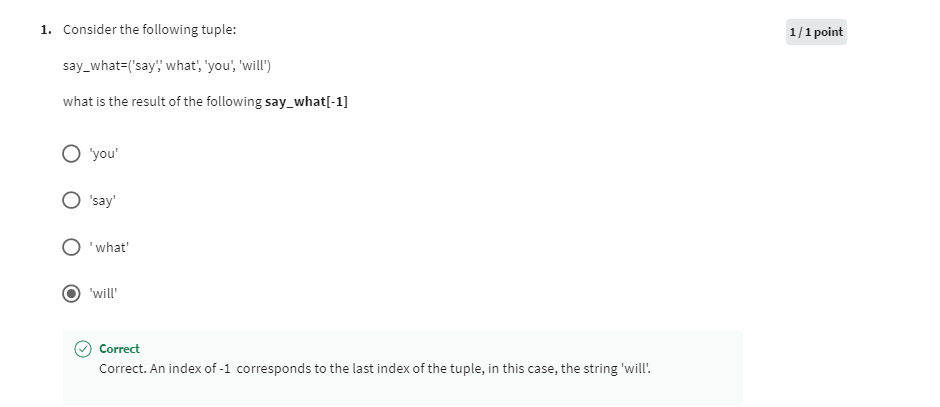 1. Consider the following tuple:
1 / 1 point
say_what=('say',' what', 'you', 'will')
what is the result of the following say_what[-1]
'you'
'say'
' what'
'will'
Correct
Correct. An index of -1 corresponds to the last index of the tuple, in this case, the string 'will'.